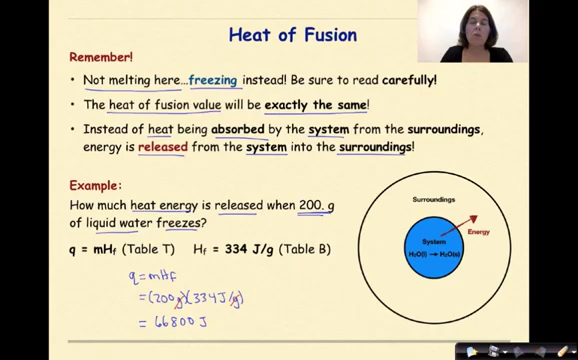 Heat of Fusion
Remember!
• Not melting here…freezing instead! Be sure to read carefully!
• The heat of fusion value will be exactly the same!
• Instead of heat being absorbed by the system from the surroundings,
energy is released from the system into the surroundings!
Example:
How much heat energy is released when 200. g
of liquid water freezes?
q = mHf (Table T) Hf = 334 J/g (Table B)
q = mHf
= (200g)(334J/g)
= 66800 J
Surroundings
Energy
System
H₂O(l) → H₂O(s)